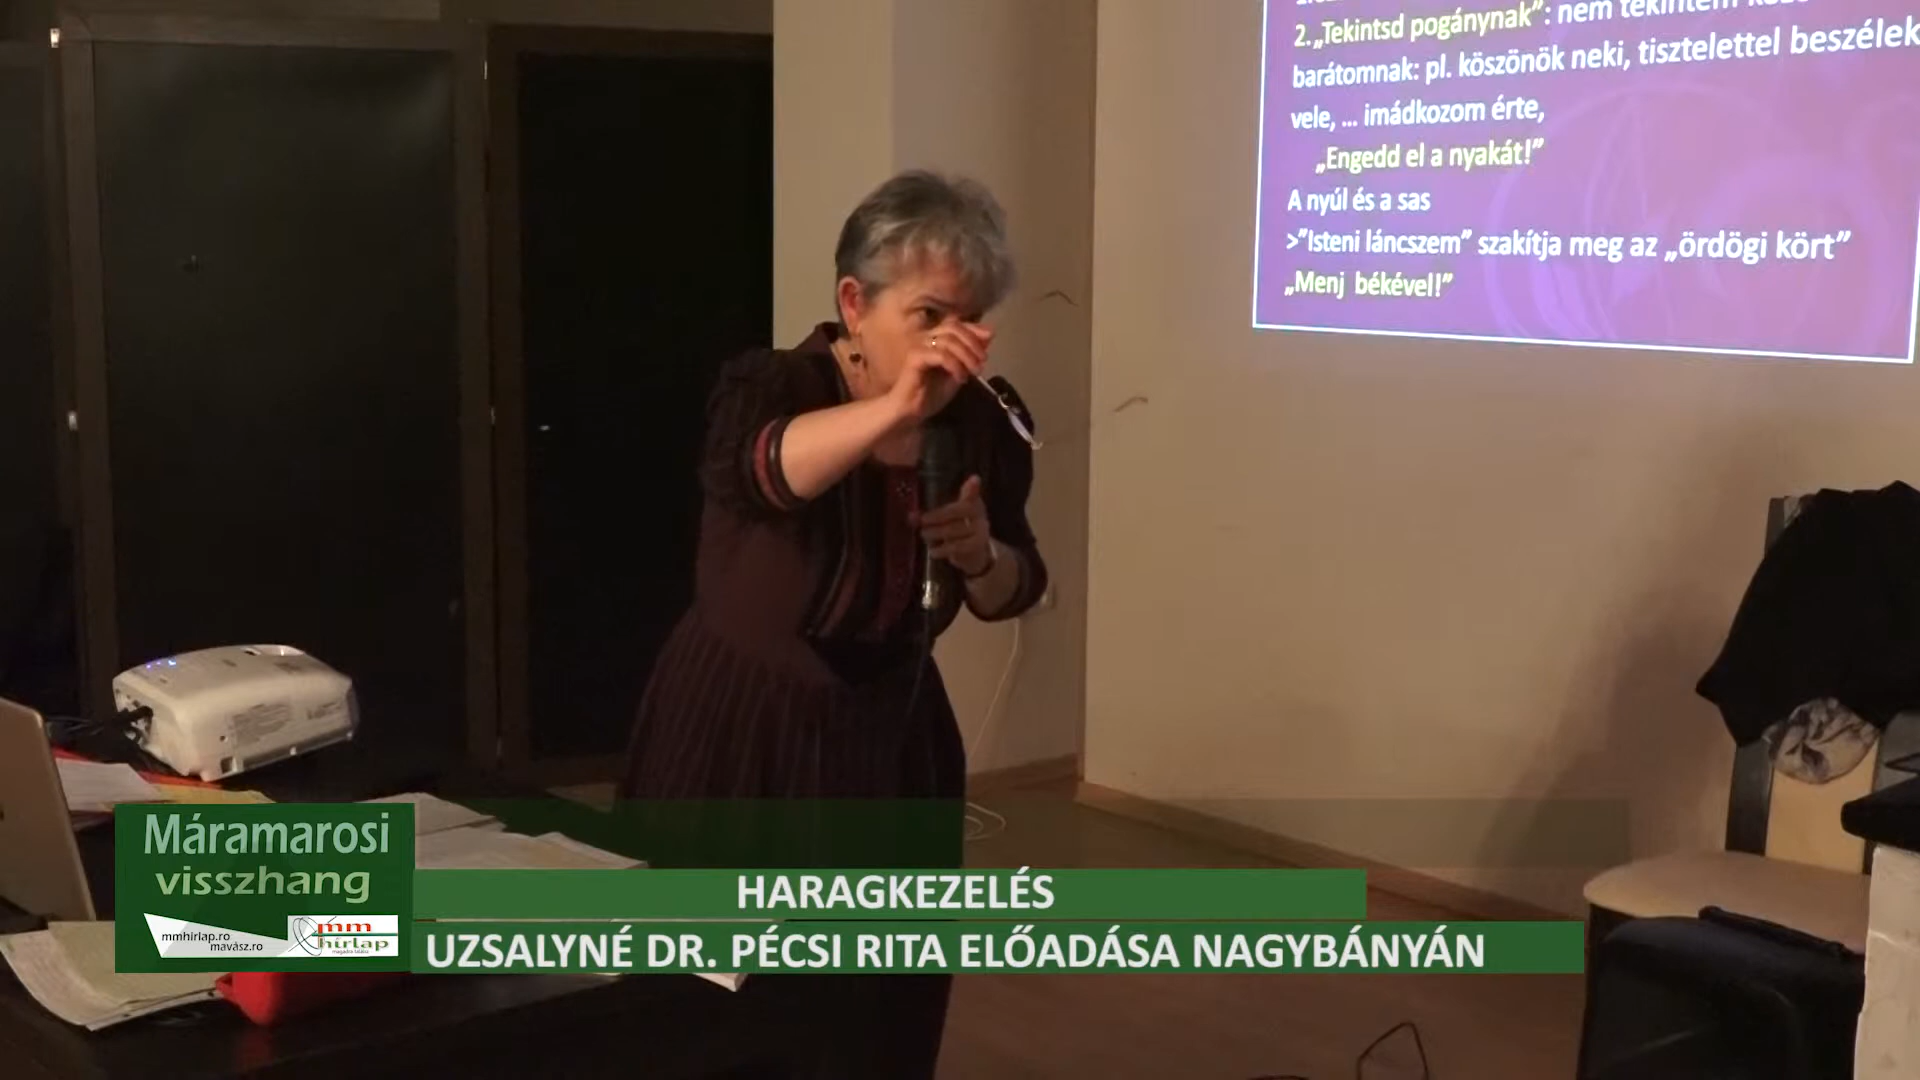 2. „Tekintsd pogánynak”: nem tekintem
barátomnak: pl. köszönök neki, tisztelettel beszélek
vele, ... imádkozom érte,
„Engedd el a nyakát!”
A nyúl és a sas
>”Isteni láncszem” szakítja meg az „ördögi kört”
„Menj békével!”
Máramarosi
visszhang
mmhirlap.ro
mavász.ro
mm
hírlap
HARAGKEZELÉS
UZSALYNÉ DR. PÉCSI RITA ELŐADÁSA NAGYBÁNYÁN